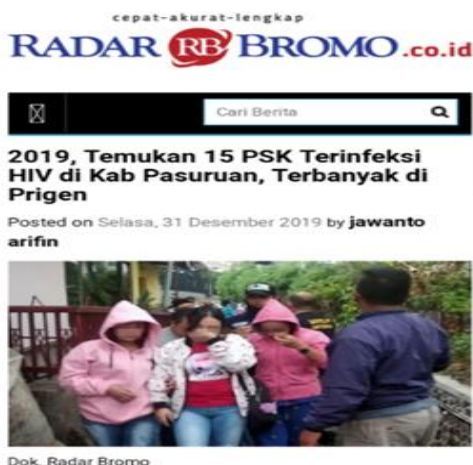 cepat-akurat-lengkap
RADAR RB BROMO.co.id
Cari Berita
2019, Temukan 15 PSK Terinfeksi
HIV di Kab Pasuruan, Terbanyak di
Prigen
Posted on Selasa, 31 Desember 2019 by jawanto
arifin
Dok. Radar Bromo